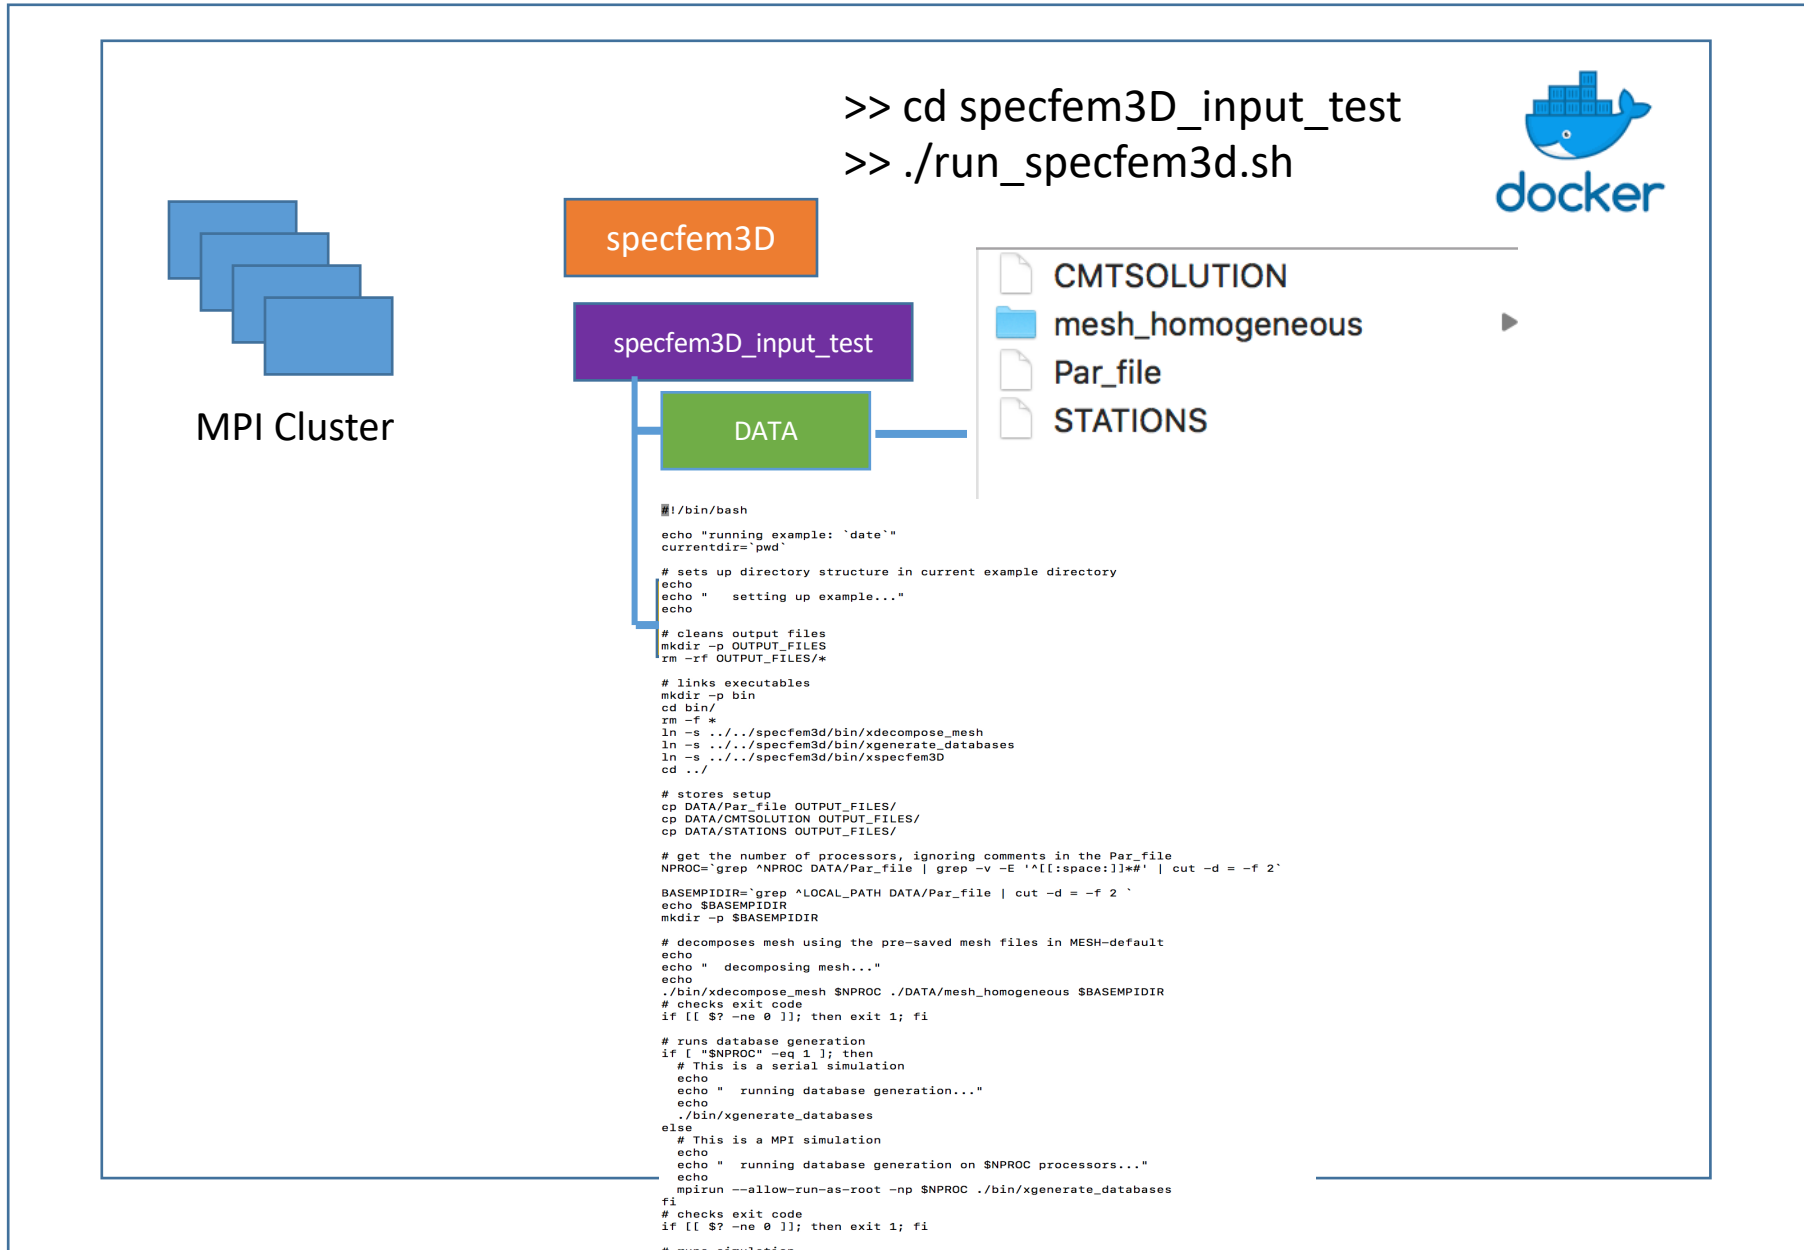 >> cd specfem3D_input_test
>> ./run_specfem3d.sh
docker
specfem3D
specfem3D_input_test
DATA
MPI Cluster
CMTSOLUTION
mesh_homogeneous
Par_file
STATIONS
#!/bin/bash
echo "running example: `date`"
currentdir=`pwd`
# sets up directory structure in current example directory
echo
echo "   setting up example..."
echo
# cleans output files
mkdir -p OUTPUT_FILES
rm -rf OUTPUT_FILES/*
# links executables
mkdir -p bin
cd bin/
rm -f *
ln -s ../../specfem3d/bin/xdecompose_mesh
ln -s ../../specfem3d/bin/xgenerate_databases
ln -s ../../specfem3d/bin/xspecfem3D
cd ../
# stores setup
cp DATA/Par_file OUTPUT_FILES/
cp DATA/CMTSOLUTION OUTPUT_FILES/
cp DATA/STATIONS OUTPUT_FILES/
# get the number of processors, ignoring comments in the Par_file
NPROC=`grep ^NPROC DATA/Par_file | grep -v -E '^[[:space:]]*#' | cut -d = -f 2`
BASEMPIDIR=`grep ^LOCAL_PATH DATA/Par_file | cut -d = -f 2 `
echo $BASEMPIDIR
mkdir -p $BASEMPIDIR
# decomposes mesh using the pre-saved mesh files in MESH-default
echo
echo "  decomposing mesh..."
echo
./bin/xdecompose_mesh $NPROC ./DATA/mesh_homogeneous $BASEMPIDIR
# checks exit code
if [[ $? -ne 0 ]]; then exit 1; fi
# runs database generation
if [ "$NPROC" -eq 1 ]; then
  # This is a serial simulation
  echo
  echo "  running database generation..."
  echo
  ./bin/xgenerate_databases
else
  # This is a MPI simulation
  echo
  echo "  running database generation on $NPROC processors..."
  echo
  mpirun --allow-run-as-root -np $NPROC ./bin/xgenerate_databases
fi
# checks exit code
if [[ $? -ne 0 ]]; then exit 1; fi
# runs simulation